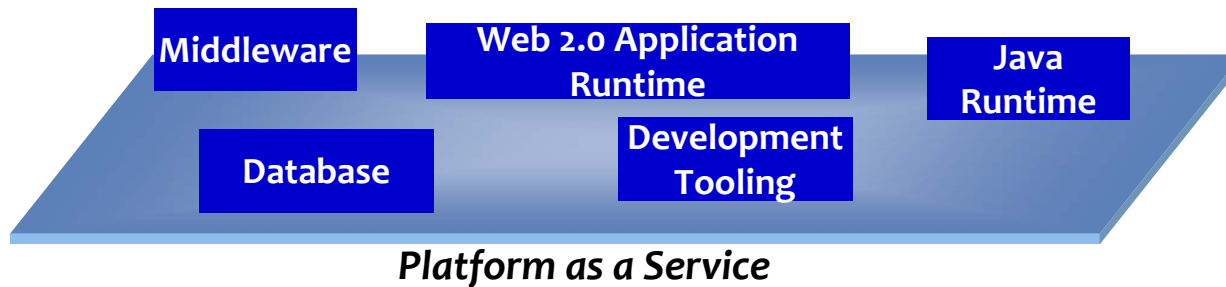 Middleware
Web 2.0 Application
Runtime
Java
Runtime
Database
Development
Tooling
Platform as a Service